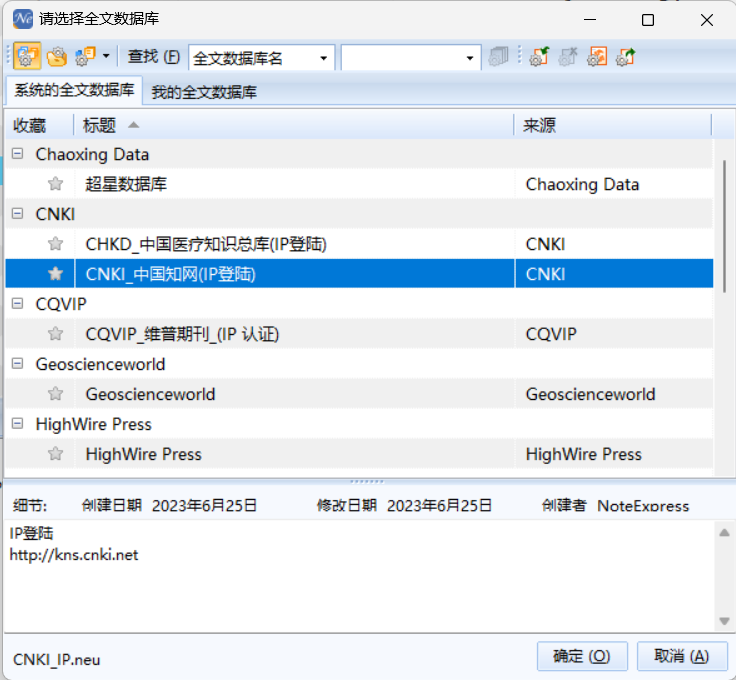 请选择全文数据库
查找 (F) 全文数据库名
系统的全文数据库 我的全文数据库
收藏 标题 来源
Chaoxing Data
超星数据库 Chaoxing Data
CNKI
CHKD_中国医疗知识总库(IP登陆) CNKI
CNKI_中国知网(IP登陆) CNKI
CQVIP
CQVIP_维普期刊_(IP 认证) CQVIP
Geoscienceworld
Geoscienceworld Geoscienceworld
HighWire Press
HighWire Press HighWire Press
细节: 创建日期 2023年6月25日 修改日期 2023年6月25日 创建者 NoteExpress
IP登陆
http://kns.cnki.net
CNKI_IP.neu 确定 (O) 取消 (A)